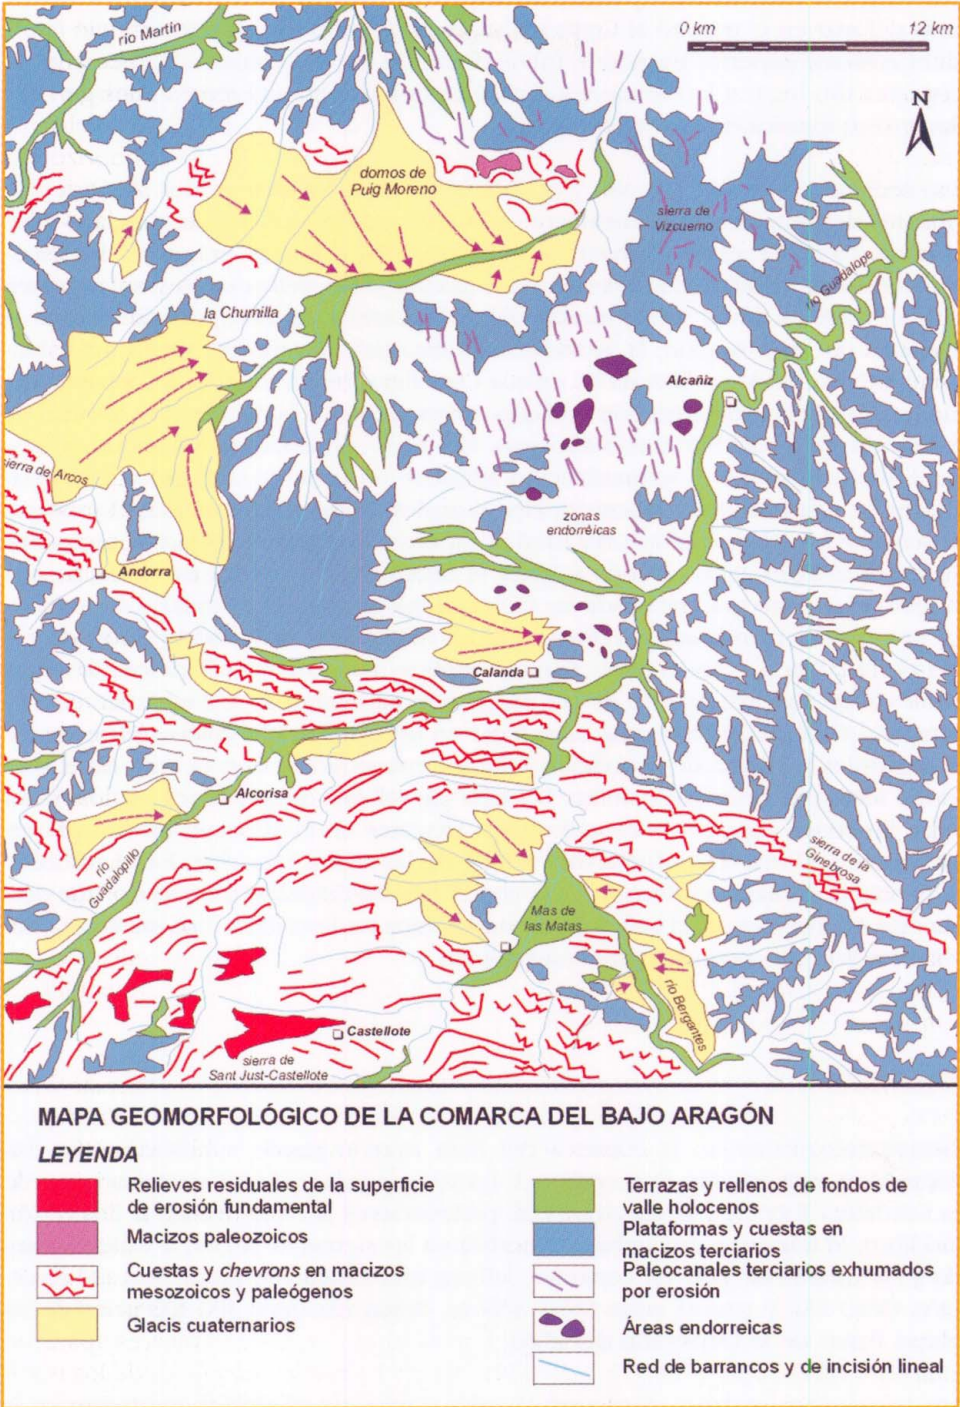 río Martín
0 km 12 km
N
domos de
Puig Moreno
sierra de
Vizcuerno
río Guadalope
la Chumilla
Alcañiz
sierra de Arcos
zonas
endorréicas
Andorra
Calanda
Alcorisa
río
Guadalopillo
sierra de la
Ginebrosa
Mas de
las Matas
río Bergantes
Castellote
sierra de
Sant Just-Castellote
MAPA GEOMORFOLÓGICO DE LA COMARCA DEL BAJO ARAGÓN
LEYENDA
Relieves residuales de la superficie
de erosión fundamental
Macizos paleozoicos
Cuestas y chevrons en macizos
mesozoicos y paleógenos
Glacis cuaternarios
Terrazas y rellenos de fondos de
valle holocenos
Plataformas y cuestas en
macizos terciarios
Paleocanales terciarios exhumados
por erosión
Áreas endorreicas
Red de barrancos y de incisión lineal